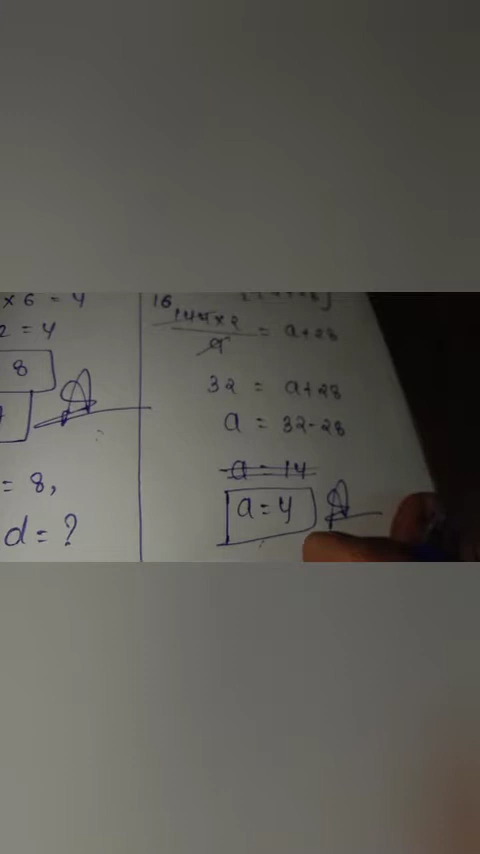 × 6 = 4
2 = 4
8
= 8,
d = ?
16
= a+28
32 = a+28
a = 32-28
a = 14
a = 4